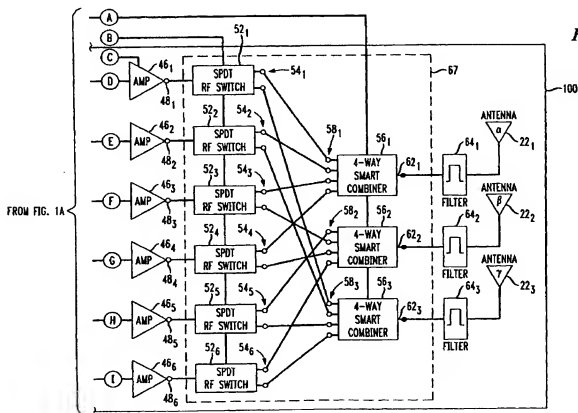 A
B
C
D
46₁
AMP
48₁
52₁
SPDT
RF SWITCH
54₁
67
100
E
46₂
AMP
48₂
52₂
SPDT
RF SWITCH
54₂
58₁
56₁
4-WAY
SMART
COMBINER
62₁
64₁
FILTER
ANTENNA
α
22₁
FROM FIG. 1A
F
46₃
AMP
48₃
52₃
SPDT
RF SWITCH
54₃
58₂
56₂
4-WAY
SMART
COMBINER
62₂
64₂
FILTER
ANTENNA
β
22₂
G
46₄
AMP
48₄
52₄
SPDT
RF SWITCH
54₄
58₃
56₃
4-WAY
SMART
COMBINER
62₃
64₃
FILTER
ANTENNA
γ
22₃
H
46₅
AMP
48₅
52₅
SPDT
RF SWITCH
54₅
I
46₆
AMP
48₆
52₆
SPDT
RF SWITCH
54₆